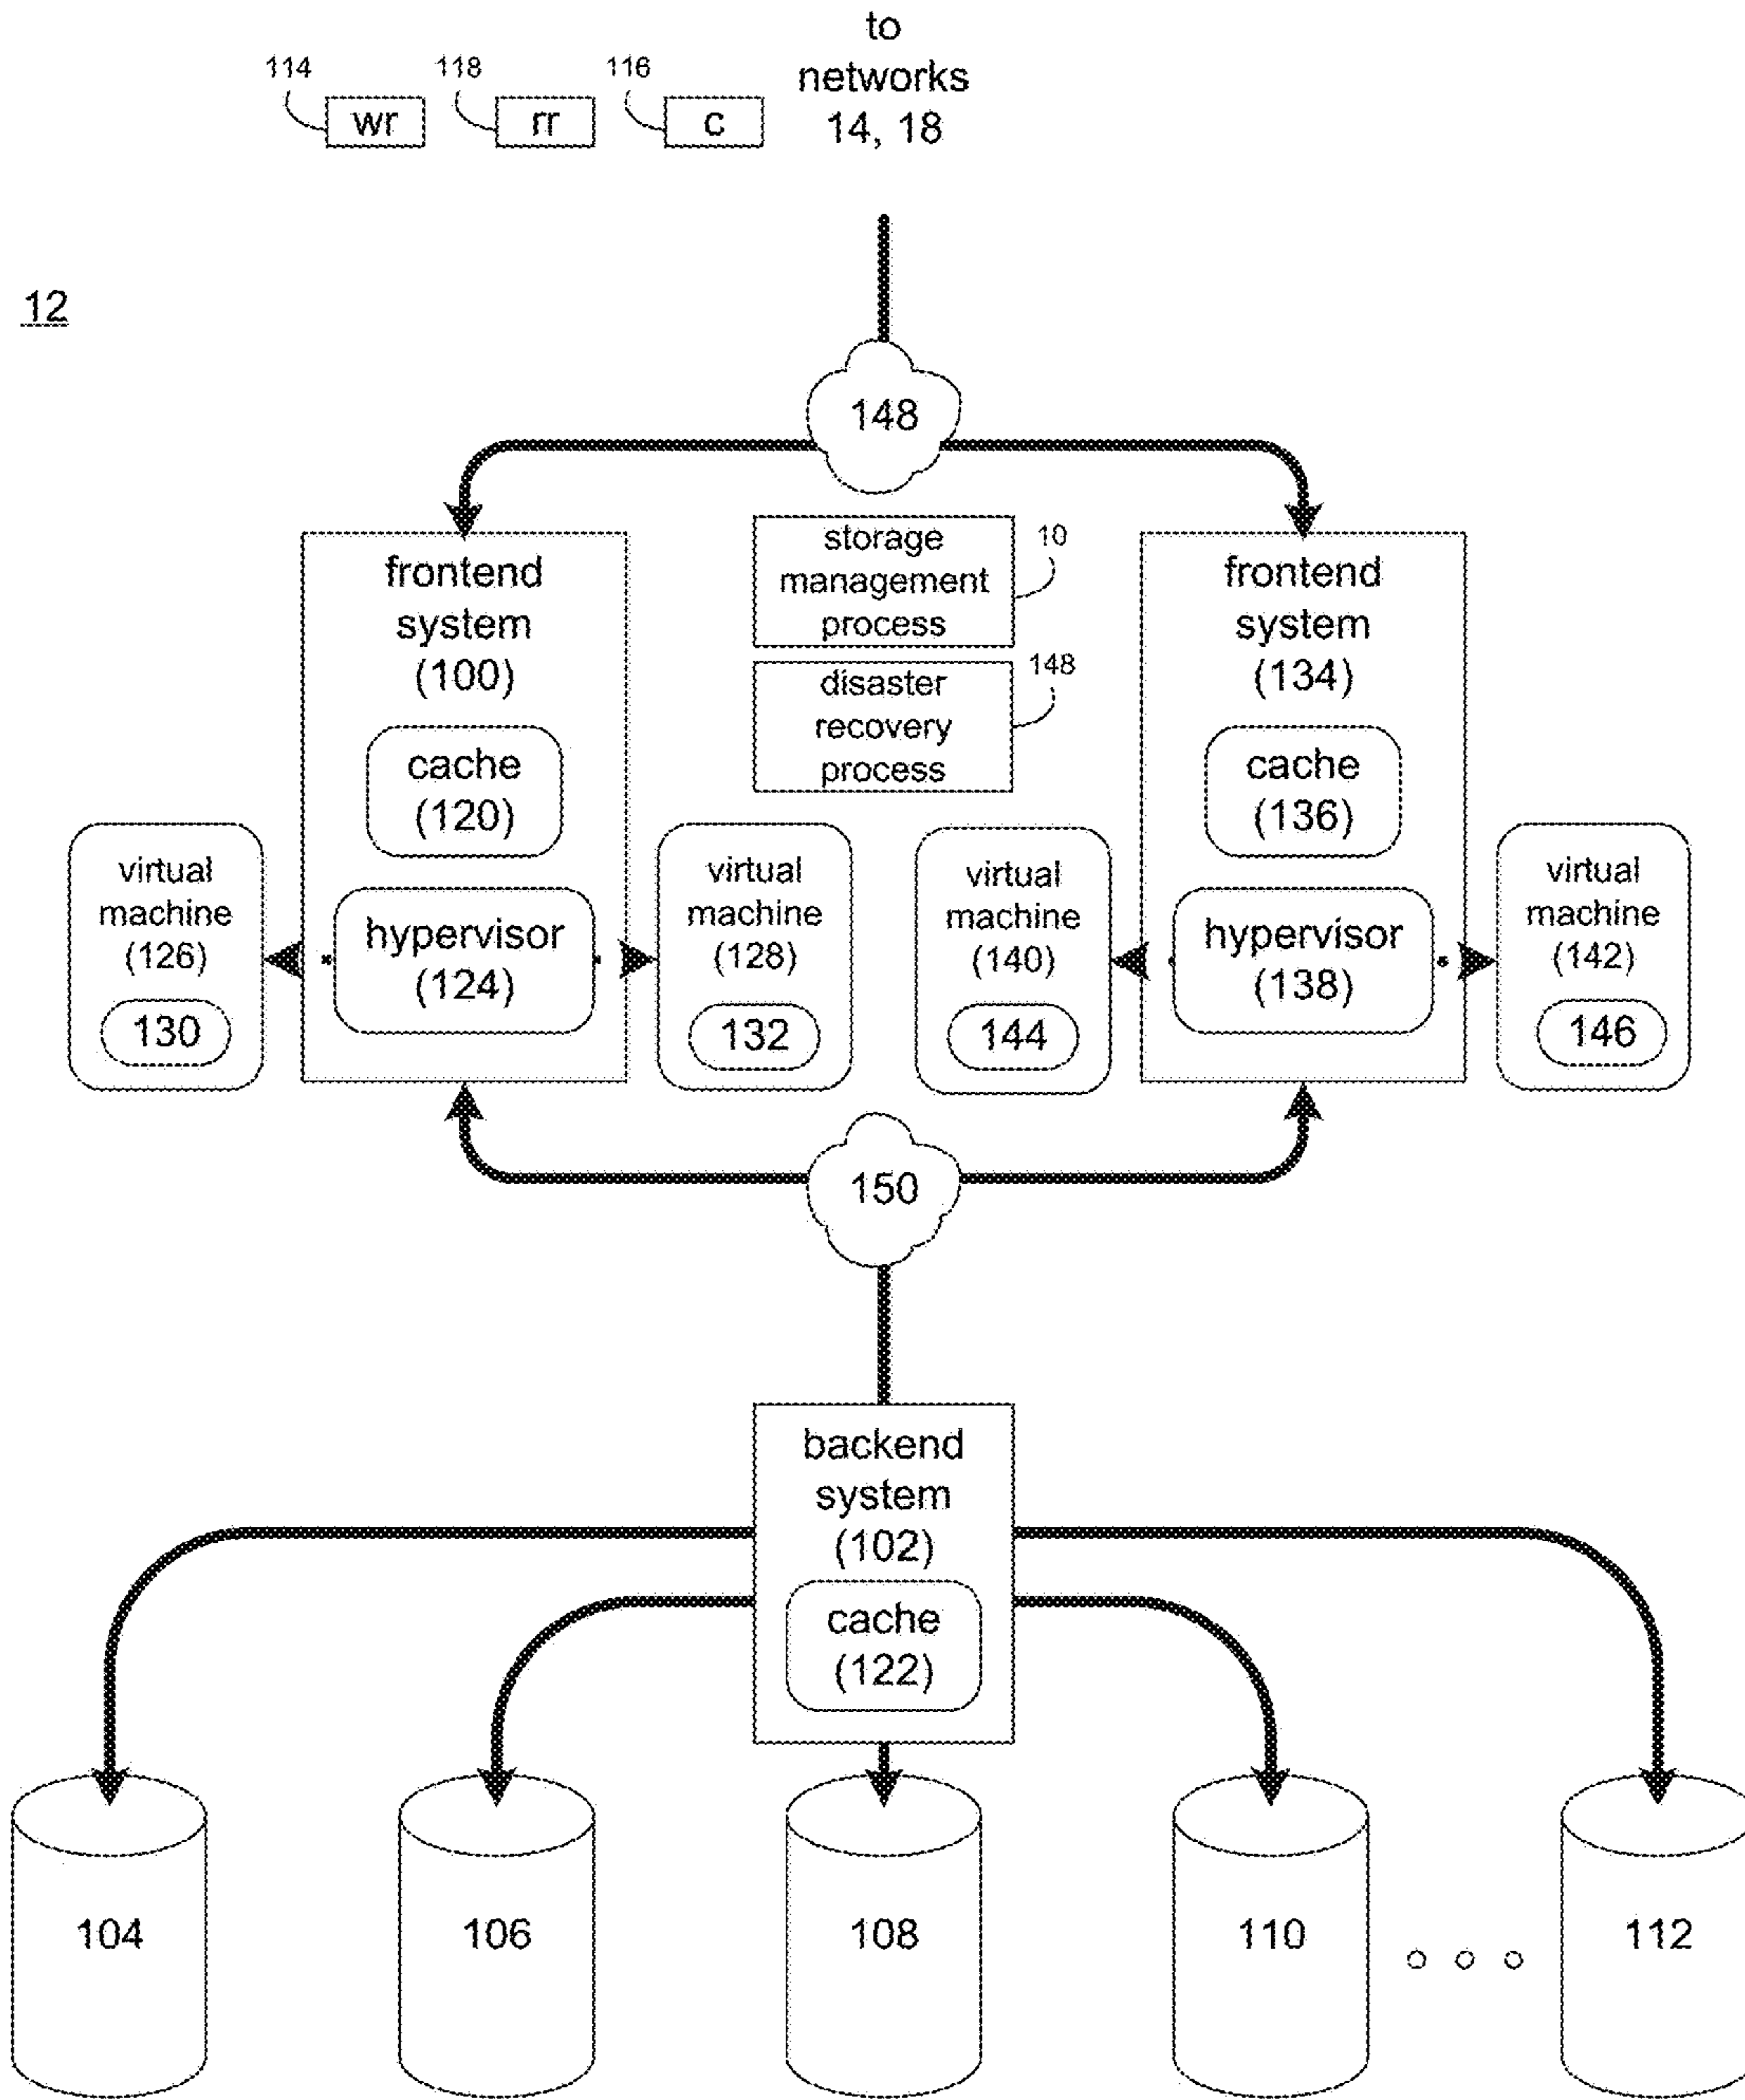 to
networks
14, 18
114
wr
118
rr
116
c
12
148
frontend
system
(100)
cache
(120)
hypervisor
(124)
storage
management
process
10
disaster
recovery
process
148
frontend
system
(134)
cache
(136)
hypervisor
(138)
virtual
machine
(126)
130
virtual
machine
(128)
132
virtual
machine
(140)
144
virtual
machine
(142)
146
150
backend
system
(102)
cache
(122)
104
106
108
110
112